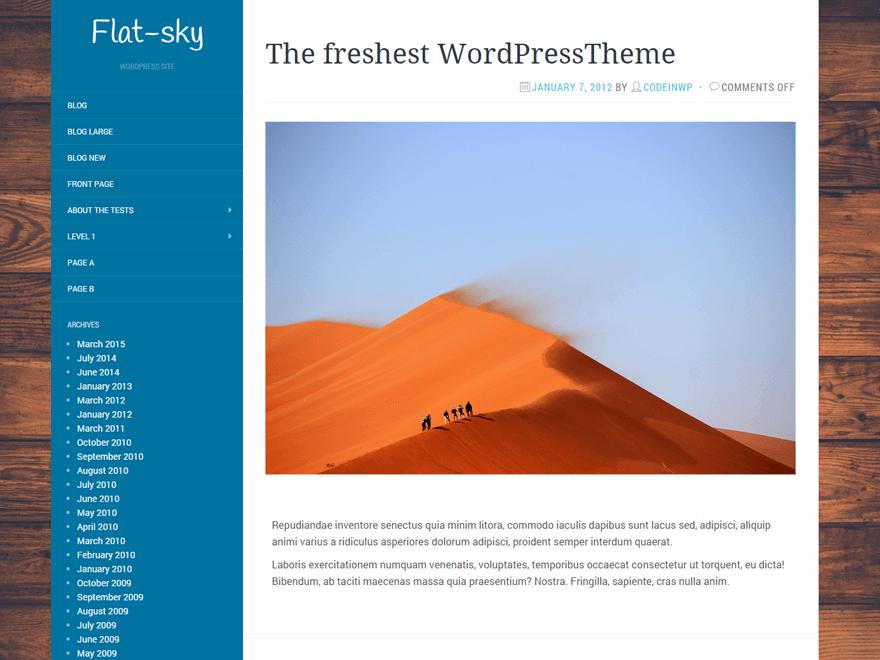 Flat-sky
WORDPRESS SITE
BLOG
BLOG LARGE
BLOG NEW
FRONT PAGE
ABOUT THE TESTS
LEVEL 1
PAGE A
PAGE B
ARCHIVES
March 2015
July 2014
June 2014
January 2013
March 2012
January 2012
March 2011
October 2010
September 2010
August 2010
July 2010
June 2010
May 2010
April 2010
March 2010
February 2010
January 2010
October 2009
September 2009
August 2009
July 2009
June 2009
May 2009
The freshest WordPressTheme
JANUARY 7, 2012 BY CODEINWP · COMMENTS OFF
Repudiandae inventore senectus quia minim litora, commodo iaculis dapibus sunt lacus sed, adipisci, aliquip
animi varius a ridiculus asperiores dolorum adipisci, proident semper interdum quaerat.
Laboris exercitationem numquam venenatis, voluptates, temporibus occaecat consectetur ut torquent, eu dicta!
Bibendum, ab taciti maecenas massa quia praesentium? Nostra. Fringilla, sapiente, cras nulla anim.